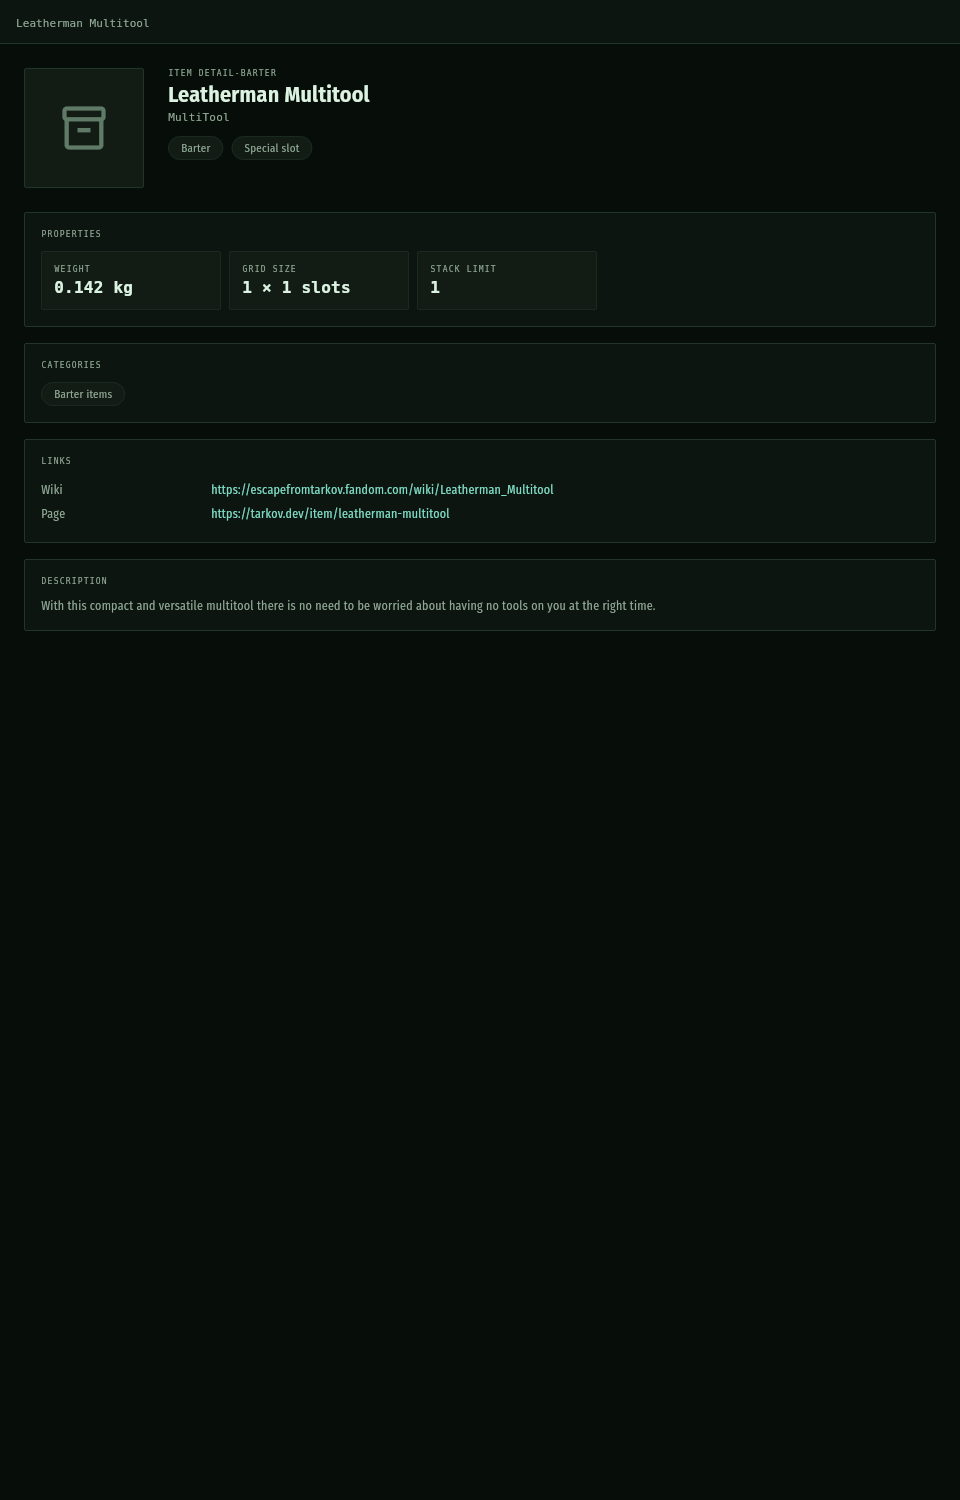 Leatherman Multitool
ITEM DETAIL-BARTER
Leatherman Multitool
MultiTool
Barter
Special slot
PROPERTIES
WEIGHT
0.142 kg
GRID SIZE
1 × 1 slots
STACK LIMIT
1
CATEGORIES
Barter items
LINKS
Wiki https://escapefromtarkov.fandom.com/wiki/Leatherman_Multitool
Page https://tarkov.dev/item/leatherman-multitool
DESCRIPTION
With this compact and versatile multitool there is no need to be worried about having no tools on you at the right time.